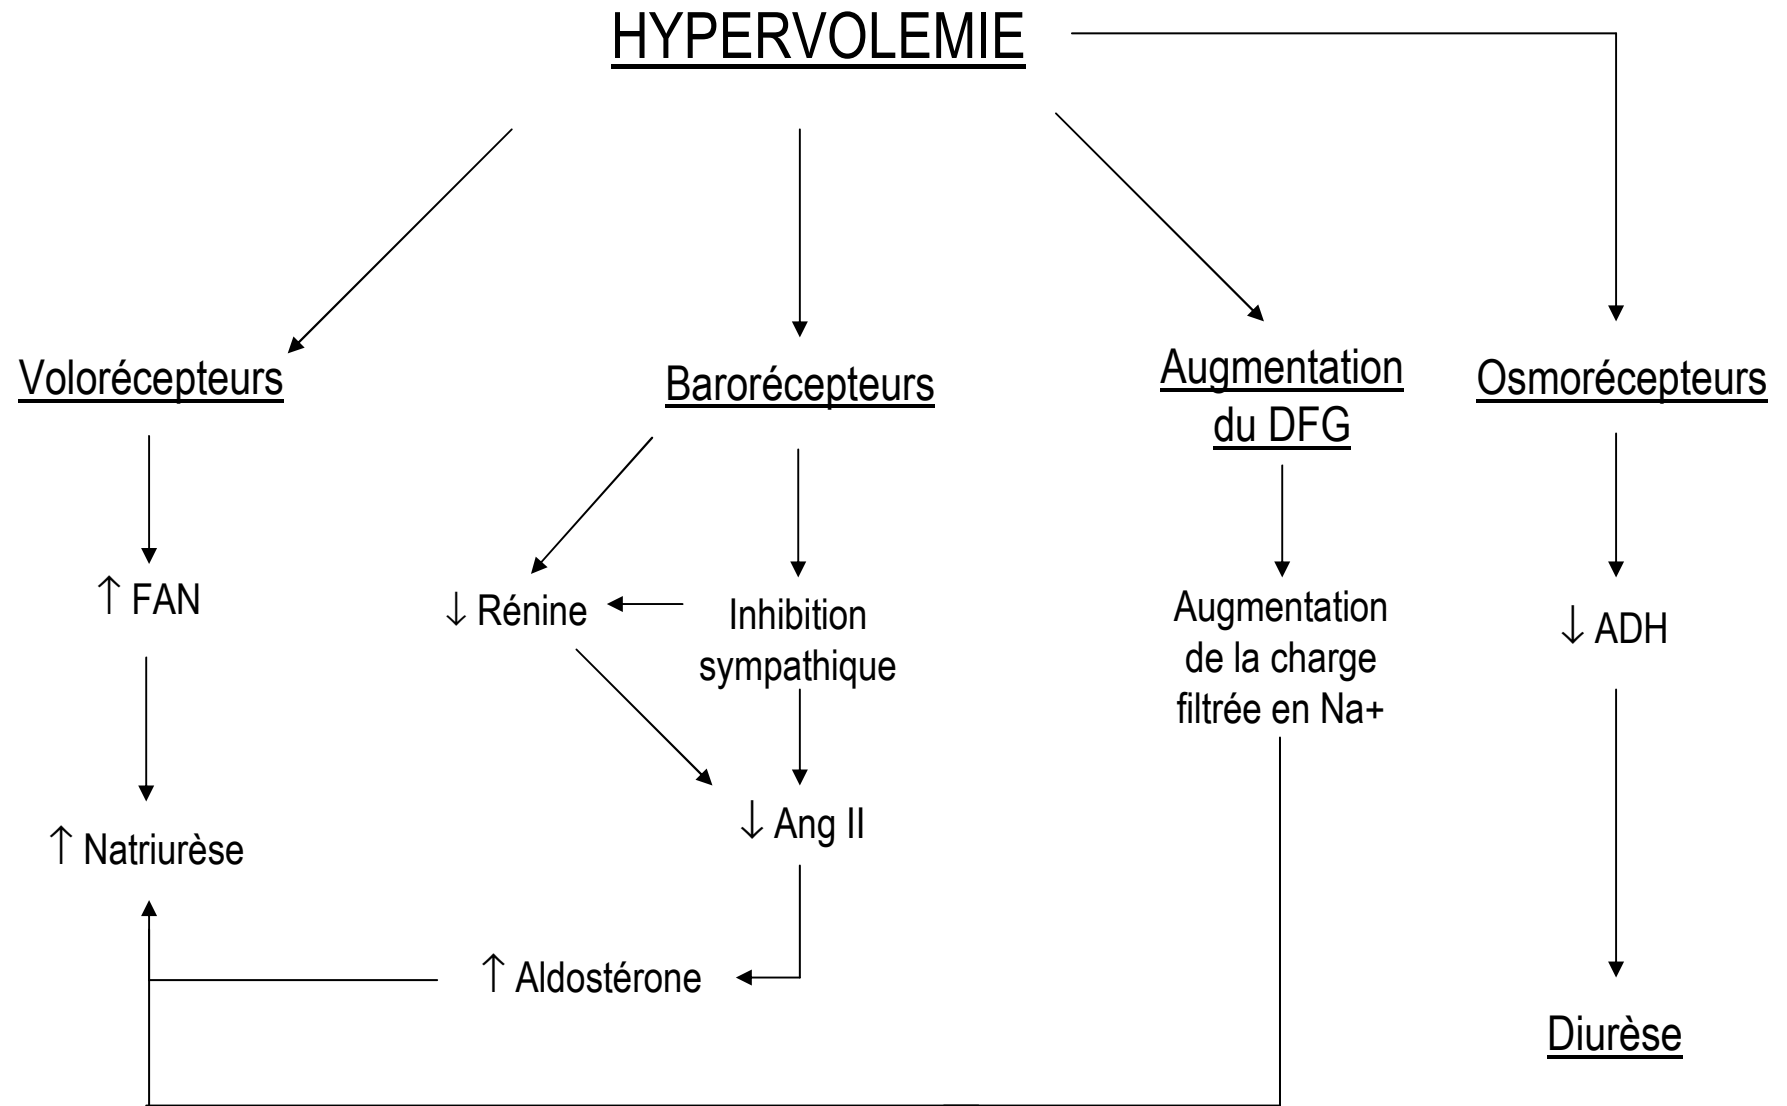 HYPERVOLEMIE
Volorécepteurs
↑ FAN
↑ Natriurèse
Barorécepteurs
↓ Rénine
Inhibition
sympathique
↓ Ang II
↑ Aldostérone
Augmentation
du DFG
Augmentation
de la charge
filtrée en Na+
Osmorécepteurs
↓ ADH
Diurèse